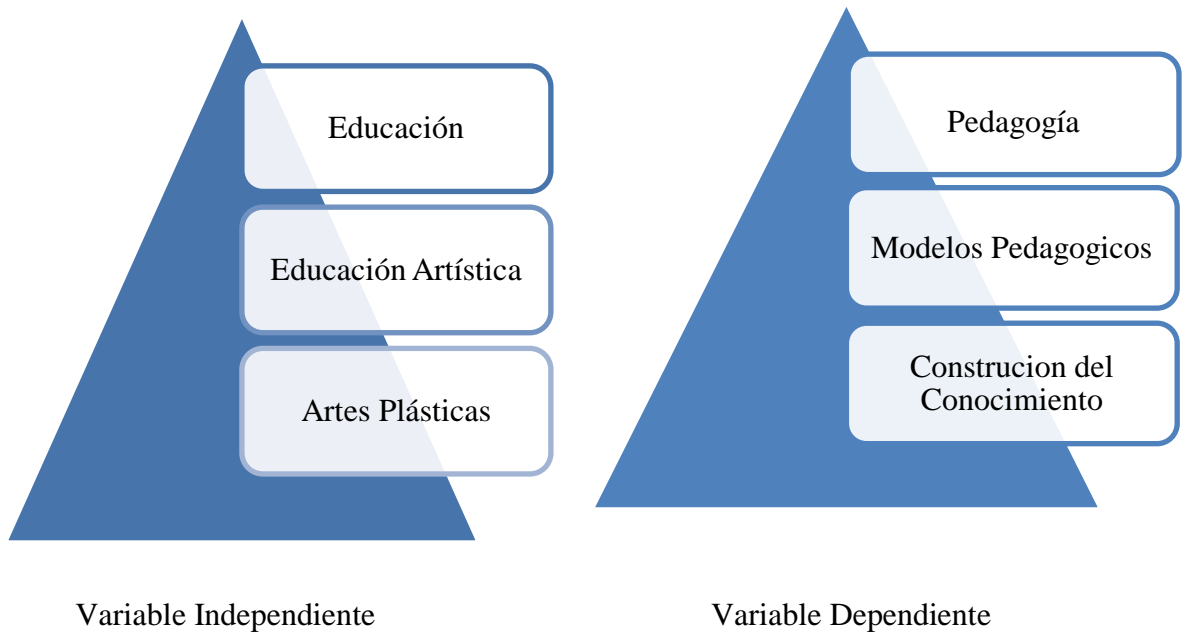 Educación
Educación Artística
Artes Plásticas
Variable Independiente
Pedagogía
Modelos Pedagogicos
Construcion del
Conocimiento
Variable Dependiente